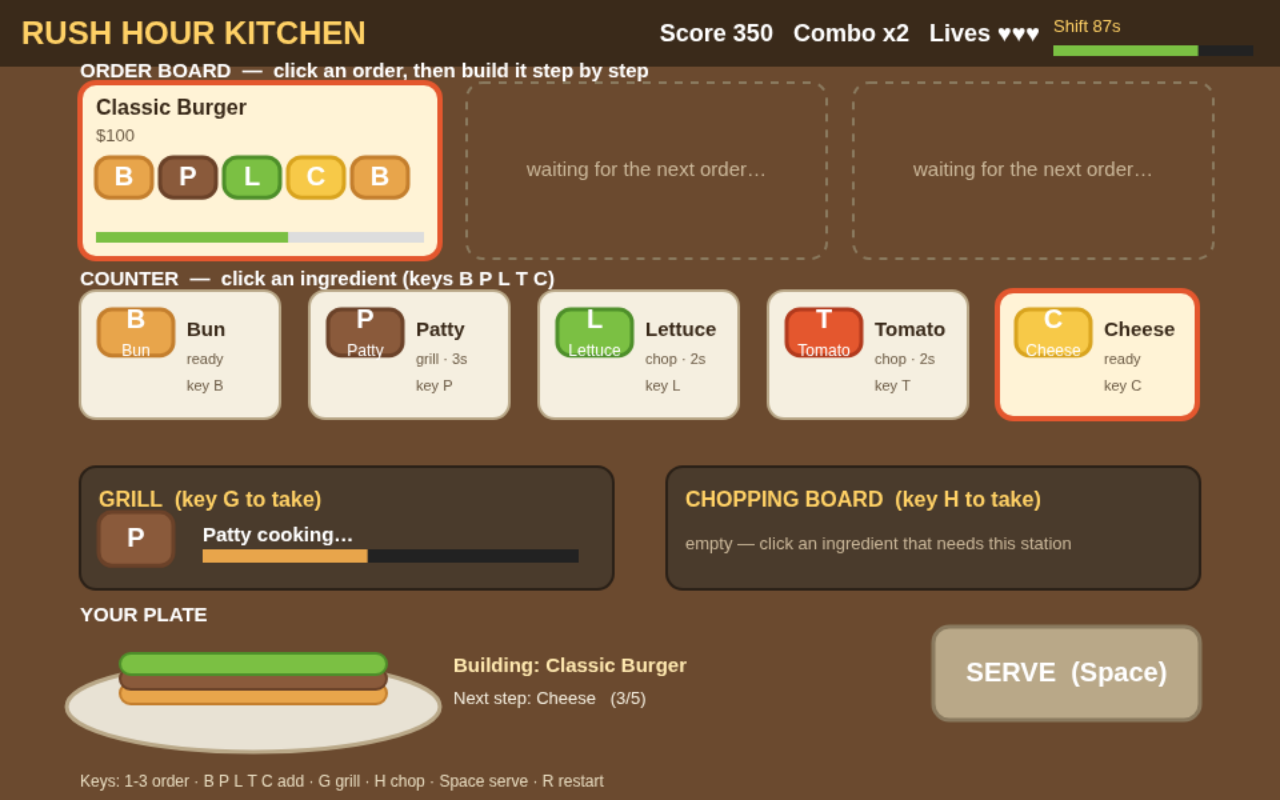 RUSH HOUR KITCHEN
Score 350 Combo x2 Lives ♥♥♥
Shift 87s
ORDER BOARD — click an order, then build it step by step
Classic Burger
$100
B P L C B
waiting for the next order…
waiting for the next order…
COUNTER — click an ingredient (keys B P L T C)
B
Bun
Bun
ready
key B
P
Patty
Patty
grill · 3s
key P
L
Lettuce
Lettuce
chop · 2s
key L
T
Tomato
Tomato
chop · 2s
key T
C
Cheese
Cheese
ready
key C
GRILL (key G to take)
P
Patty cooking…
CHOPPING BOARD (key H to take)
empty — click an ingredient that needs this station
YOUR PLATE
Building: Classic Burger
Next step: Cheese (3/5)
SERVE (Space)
Keys: 1-3 order · B P L T C add · G grill · H chop · Space serve · R restart